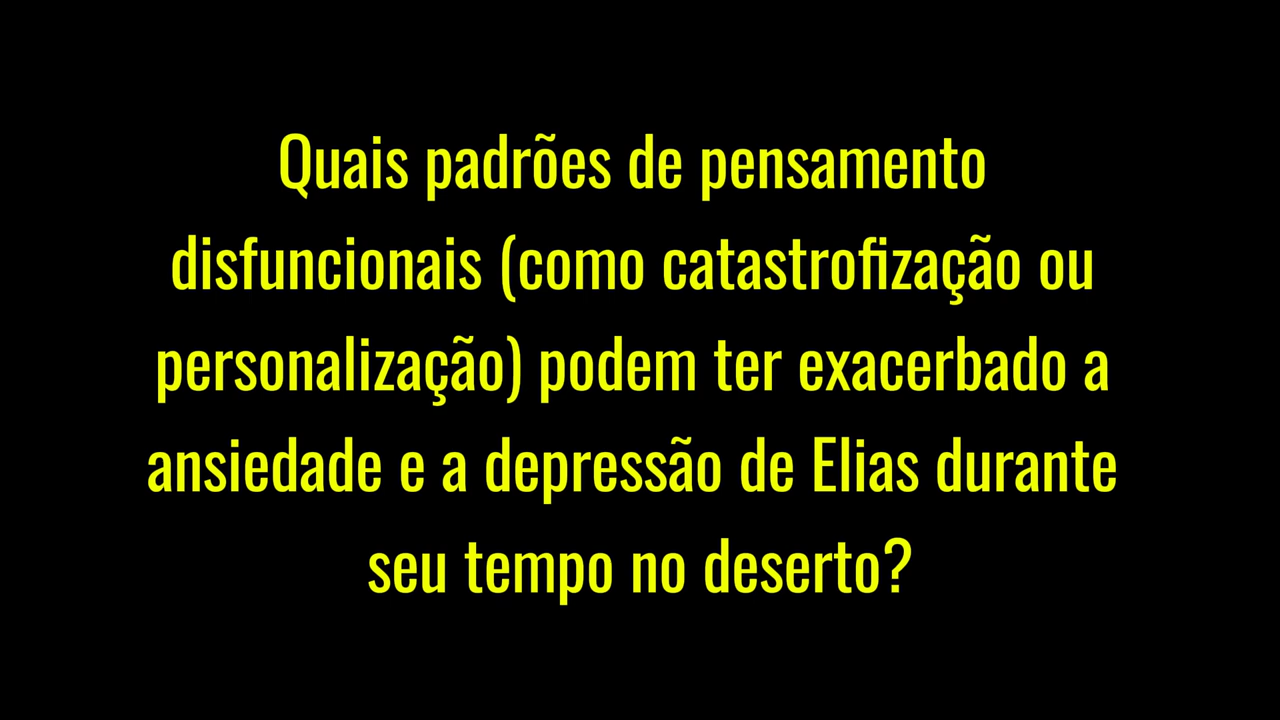 Quais padrões de pensamento
disfuncionais (como catastrofização ou
personalização) podem ter exacerbado a
ansiedade e a depressão de Elias durante
seu tempo no deserto?